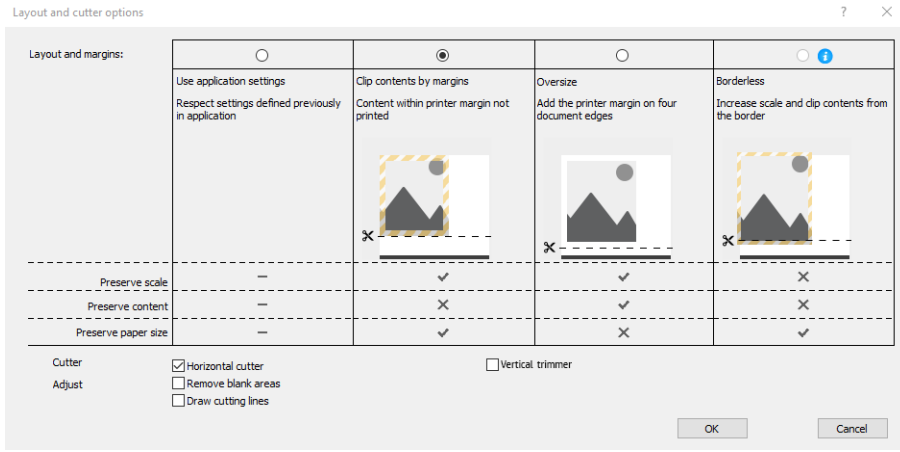 Layout and cutter options
Layout and margins:
Use application settings
Respect settings defined previously
in application
Clip contents by margins
Content within printer margin not
printed
Oversize
Add the printer margin on four
document edges
Borderless
Increase scale and clip contents from
the border
Preserve scale
Preserve content
Preserve paper size
Cutter
Horizontal cutter
Vertical trimmer
Adjust
Remove blank areas
Draw cutting lines
OK
Cancel